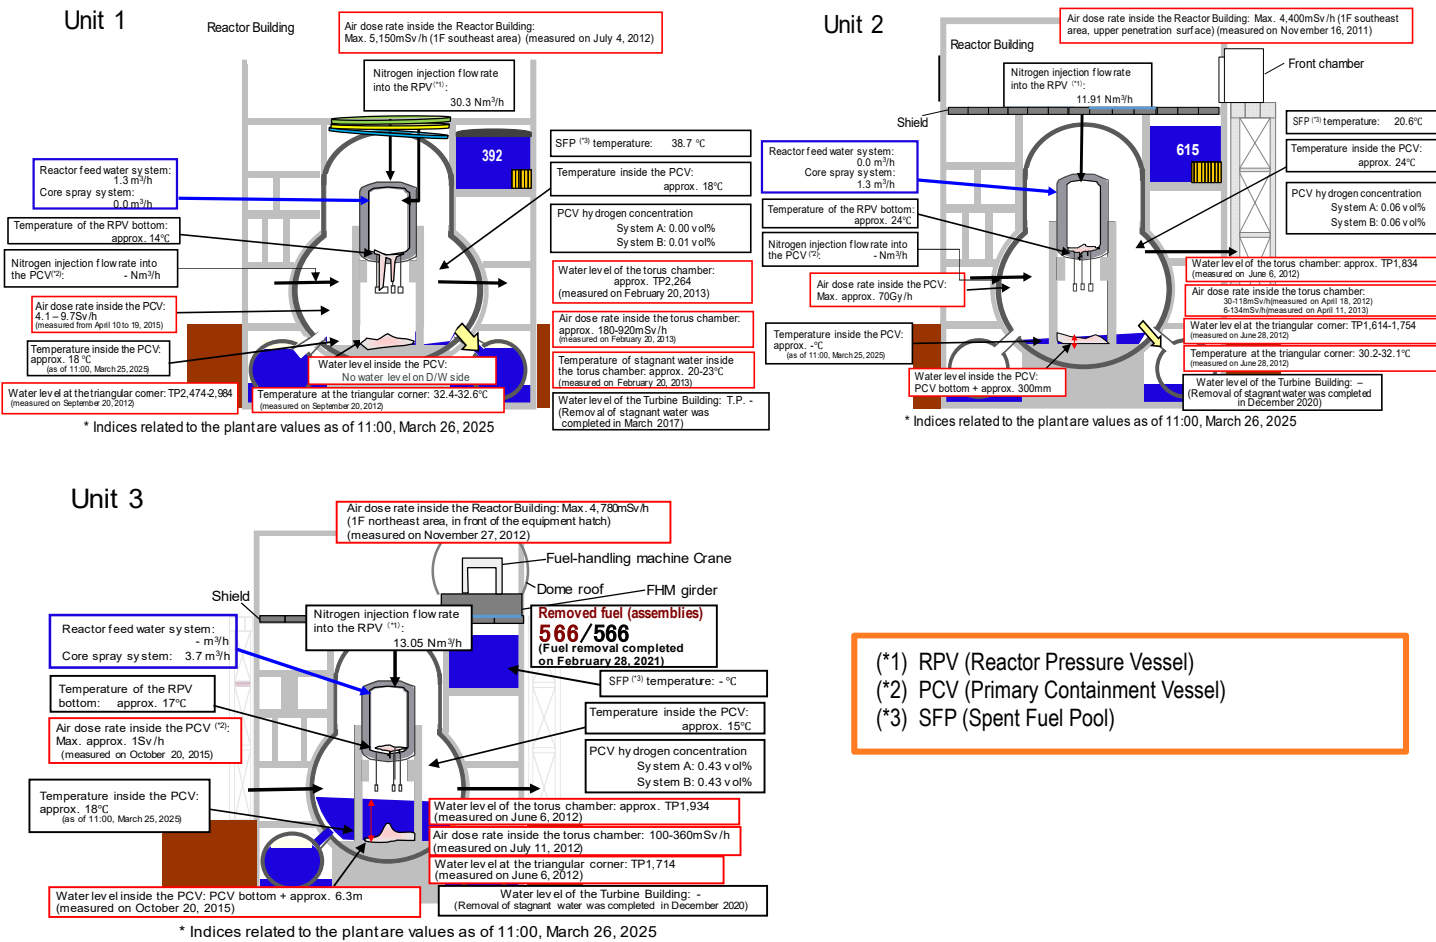 Unit 1
Reactor Building
Air dose rate inside the Reactor Building:
Max. 5,150mSv/h (1F southeast area) (measured on July 4, 2012)
Nitrogen injection flow rate
into the RPV(*1):
30.3 Nm3/h
392
SFP (*3) temperature: 38.7 ℃
Temperature inside the PCV:
approx. 18℃
PCV hydrogen concentration
System A: 0.00 vol%
System B: 0.01 vol%
Reactor feed water system:
1.3 m3/h
Core spray system:
0.0 m3/h
Temperature of the RPV bottom:
approx. 14℃
Nitrogen injection flow rate into
the PCV(*2): - Nm3/h
Air dose rate inside the PCV:
4.1 – 9.7Sv/h
(measured from April 10 to 19, 2015)
Temperature inside the PCV:
approx. 18 ℃
(as of 11:00, March 25, 2025)
Water level at the triangular corner: TP2,474-2,984
(measured on September 20, 2012)
Temperature at the triangular corner: 32.4-32.6℃
(measured on September 20, 2012)
Water level inside the PCV:
No water level on D/W side
Water level of the torus chamber:
approx. TP2,264
(measured on February 20, 2013)
Air dose rate inside the torus chamber:
approx. 180-920mSv/h
(measured on February 20, 2013)
Temperature of stagnant water inside
the torus chamber: approx. 20-23℃
(measured on February 20, 2013)
Water level of the Turbine Building: T.P. -
(Removal of stagnant water was
completed in March 2017)
* Indices related to the plant are values as of 11:00, March 26, 2025
Unit 2
Reactor Building
Air dose rate inside the Reactor Building: Max. 4,400mSv/h (1F southeast
area, upper penetration surface) (measured on November 16, 2011)
Front chamber
Nitrogen injection flow rate
into the RPV (*1):
11.91 Nm3/h
Shield
615
SFP (*3) temperature: 20.6℃
Temperature inside the PCV:
approx. 24℃
PCV hydrogen concentration
System A: 0.06 vol%
System B: 0.06 vol%
Reactor feed water system:
0.0 m3/h
Core spray system:
1.3 m3/h
Temperature of the RPV bottom:
approx. 24℃
Nitrogen injection flow rate into
the PCV (*2): - Nm3/h
Air dose rate inside the PCV:
Max. approx. 70Gy/h
Temperature inside the PCV:
approx. -℃
(as of 11:00, March 25, 2025)
Water level inside the PCV:
PCV bottom + approx. 300mm
Water level of the torus chamber: approx. TP1,834
(measured on June 6, 2012)
Air dose rate inside the torus chamber:
30-118mSv/h(measured on April 18, 2012)
6-134mSv/h(measured on April 11, 2013)
Water level at the triangular corner: TP1,614-1,754
(measured on June 28, 2012)
Temperature at the triangular corner: 30.2-32.1℃
(measured on June 28, 2012)
Water level of the Turbine Building: –
(Removal of stagnant water was completed
in December 2020)
* Indices related to the plant are values as of 11:00, March 26, 2025
Unit 3
Air dose rate inside the Reactor Building: Max. 4,780mSv/h
(1F northeast area, in front of the equipment hatch)
(measured on November 27, 2012)
Fuel-handling machine Crane
Dome roof
FHM girder
Shield
Nitrogen injection flow rate
into the RPV (*1):
13.05 Nm3/h
Removed fuel (assemblies)
566/566
(Fuel removal completed
on February 28, 2021)
Reactor feed water system:
- m3/h
Core spray system: 3.7 m3/h
SFP (*3) temperature: - ℃
Temperature of the RPV
bottom: approx. 17℃
Temperature inside the PCV:
approx. 15℃
Air dose rate inside the PCV (*2):
Max. approx. 1Sv/h
(measured on October 20, 2015)
PCV hydrogen concentration
System A: 0.43 vol%
System B: 0.43 vol%
Temperature inside the PCV:
approx. 18℃
(as of 11:00, March 25, 2025)
Water level of the torus chamber: approx. TP1,934
(measured on June 6, 2012)
Air dose rate inside the torus chamber: 100-360mSv/h
(measured on July 11, 2012)
Water level at the triangular corner: TP1,714
(measured on June 6, 2012)
Water level inside the PCV: PCV bottom + approx. 6.3m
(measured on October 20, 2015)
Water level of the Turbine Building: -
(Removal of stagnant water was completed in December 2020)
* Indices related to the plant are values as of 11:00, March 26, 2025
(*1) RPV (Reactor Pressure Vessel)
(*2) PCV (Primary Containment Vessel)
(*3) SFP (Spent Fuel Pool)